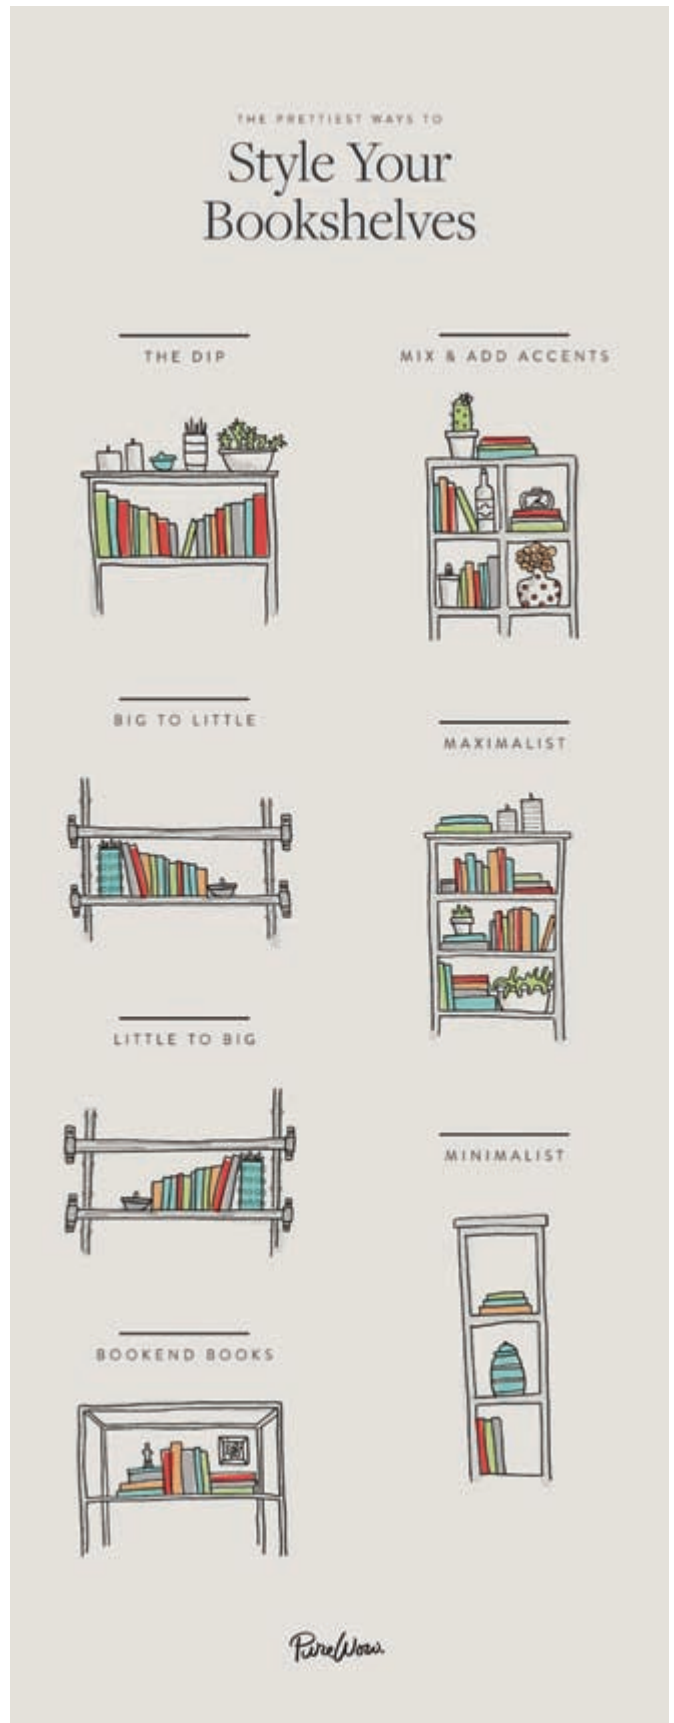 THE PRETTIEST WAYS TO
Style Your
Bookshelves
THE DIP
MIX & ADD ACCENTS
BIG TO LITTLE
MAXIMALIST
LITTLE TO BIG
MINIMALIST
BOOKEND BOOKS
PureWow